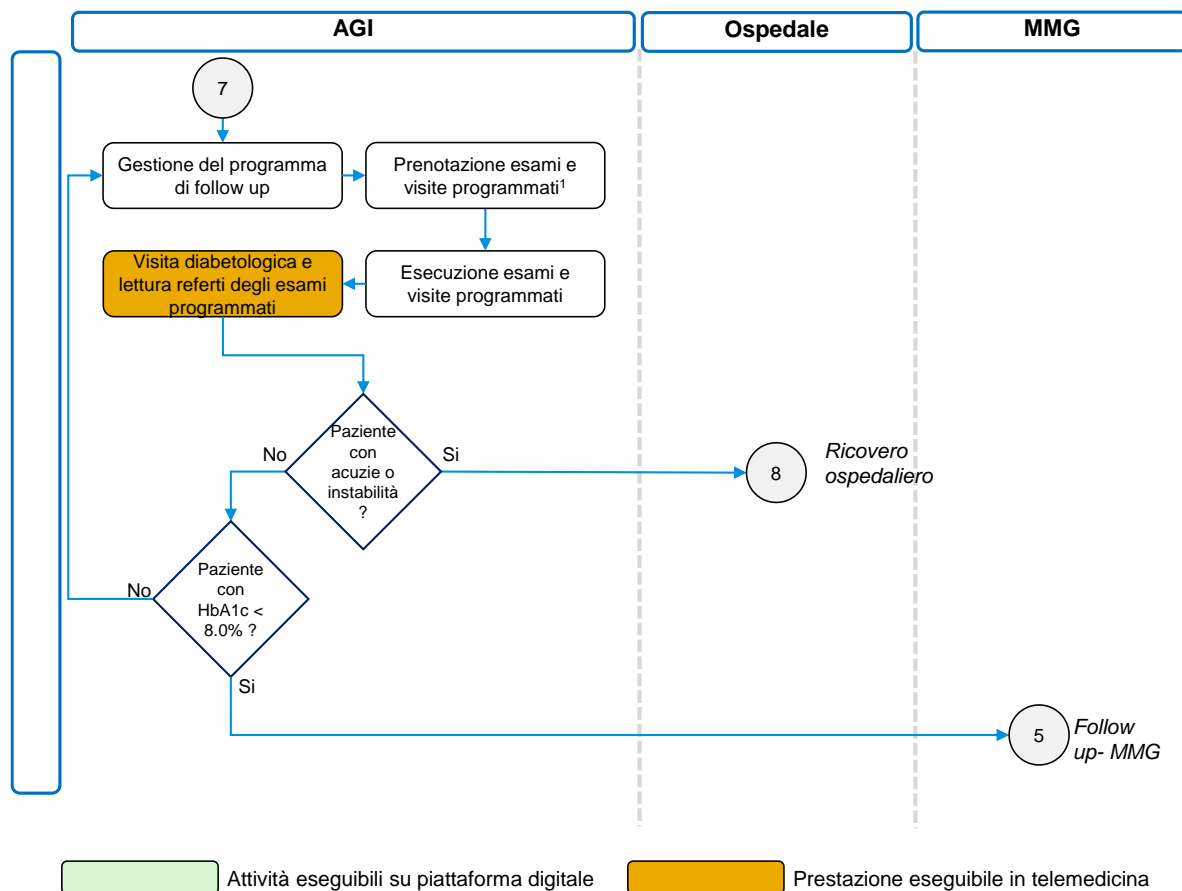 AGI
Ospedale
MMG
7
Gestione del programma
di follow up
Prenotazione esami e
visite programmati¹
Visita diabetologica e
lettura referti degli esami
programmati
Esecuzione esami e
visite programmati
Paziente
con
acuzie o
instabilità
?
No
Si
8
Ricovero
ospedaliero
Paziente
con
HbA1c <
8.0% ?
No
Si
5
Follow
up- MMG
Attività eseguibili su piattaforma digitale
Prestazione eseguibile in telemedicina